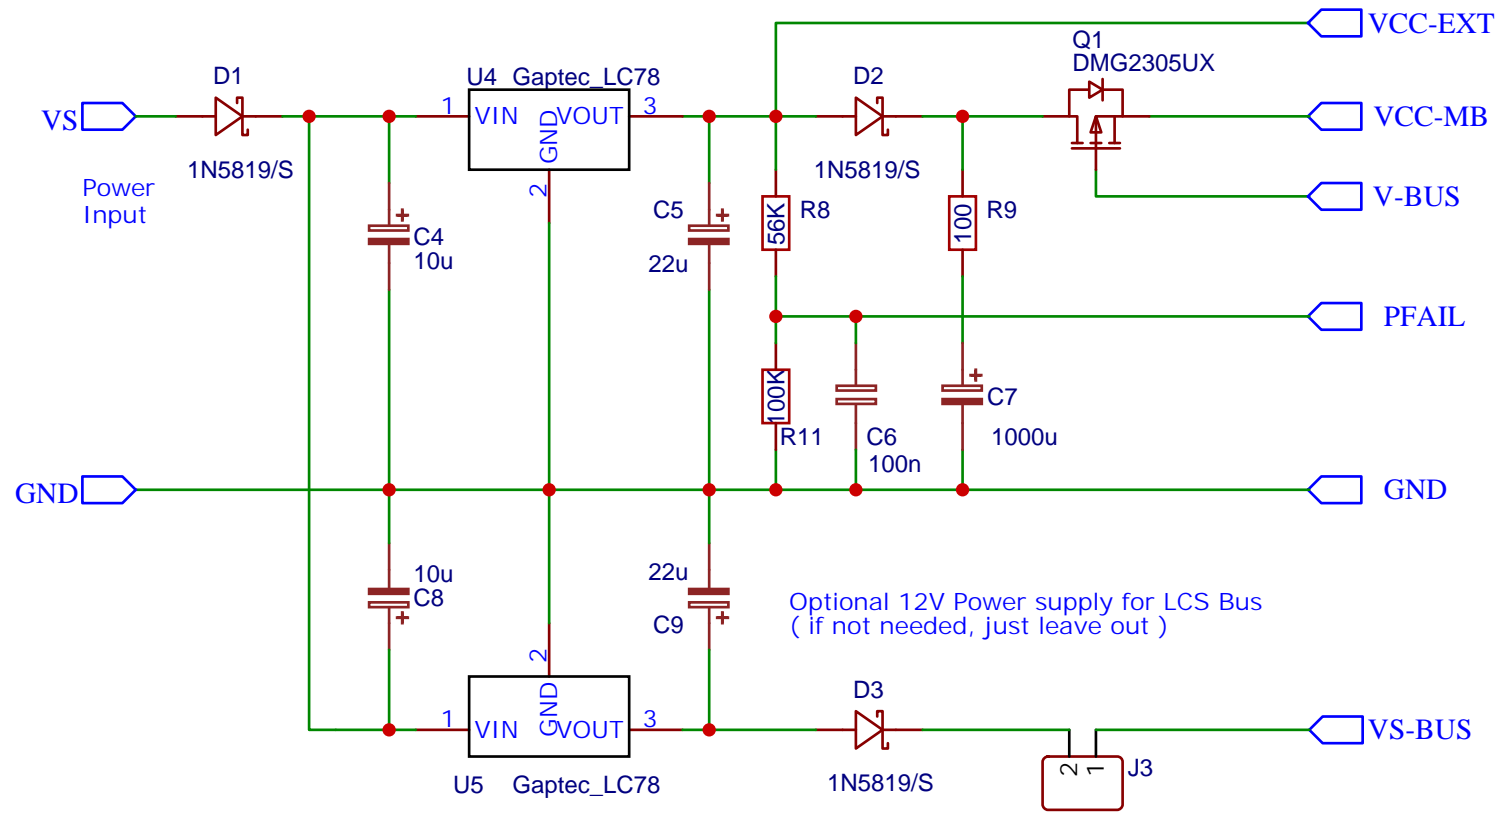 VCC-EXT
Q1
DMG2305UX
D1
U4 Gaptec_LC78
D2
VS
1
VIN
GND
VOUT
3
2
VCC-MB
1N5819/S
1N5819/S
Power
Input
V-BUS
C5
22u
56K
R8
100
R9
+
C4
10u
+
PFAIL
100K
R11
C6
100n
+
C7
1000u
GND
GND
10u
C8
+
22u
C9
+
Optional 12V Power supply for LCS Bus
( if not needed, just leave out )
2
D3
1
VIN
GND
VOUT
3
VS-BUS
2
1
J3
U5 Gaptec_LC78
1N5819/S